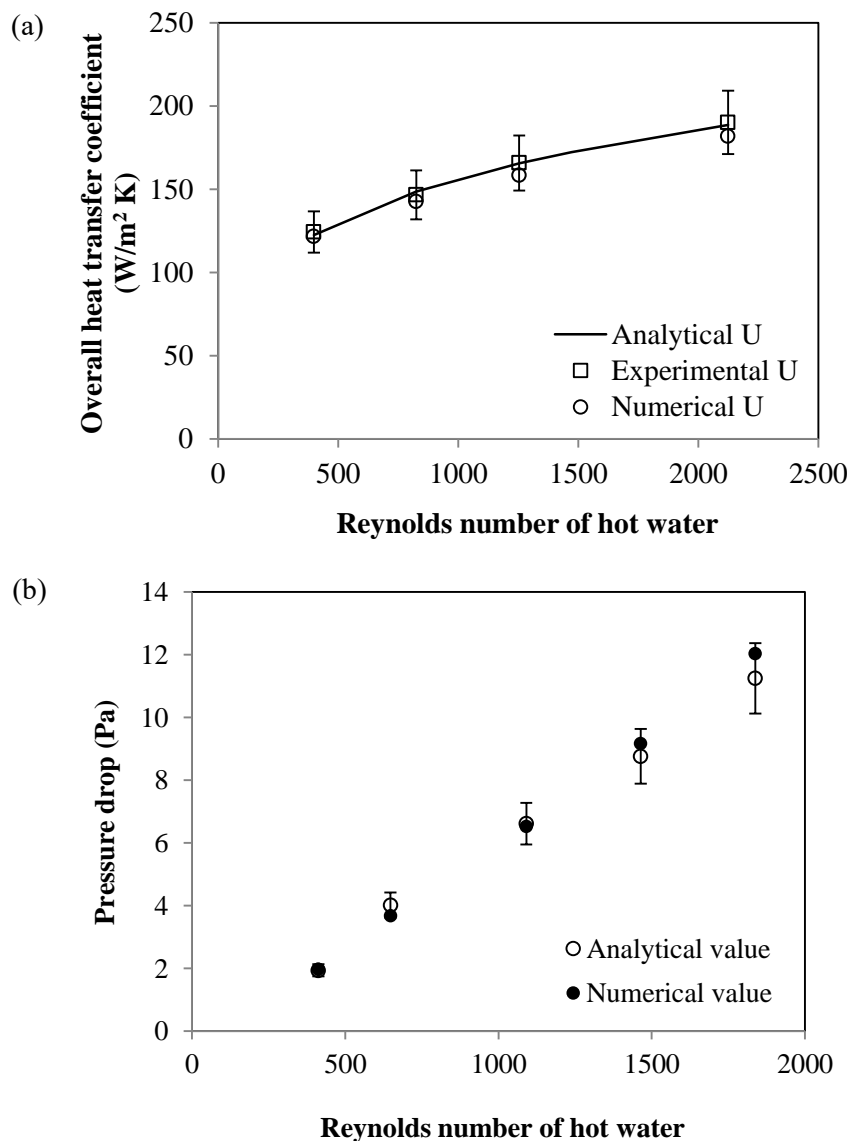 (a)
Overall heat transfer coefficient
(W/m² K)
250
200
150
100
50
0
Analytical U
Experimental U
Numerical U
0 500 1000 1500 2000 2500
Reynolds number of hot water
(b)
Pressure drop (Pa)
14
12
10
8
6
4
2
0
Analytical value
Numerical value
0 500 1000 1500 2000
Reynolds number of hot water